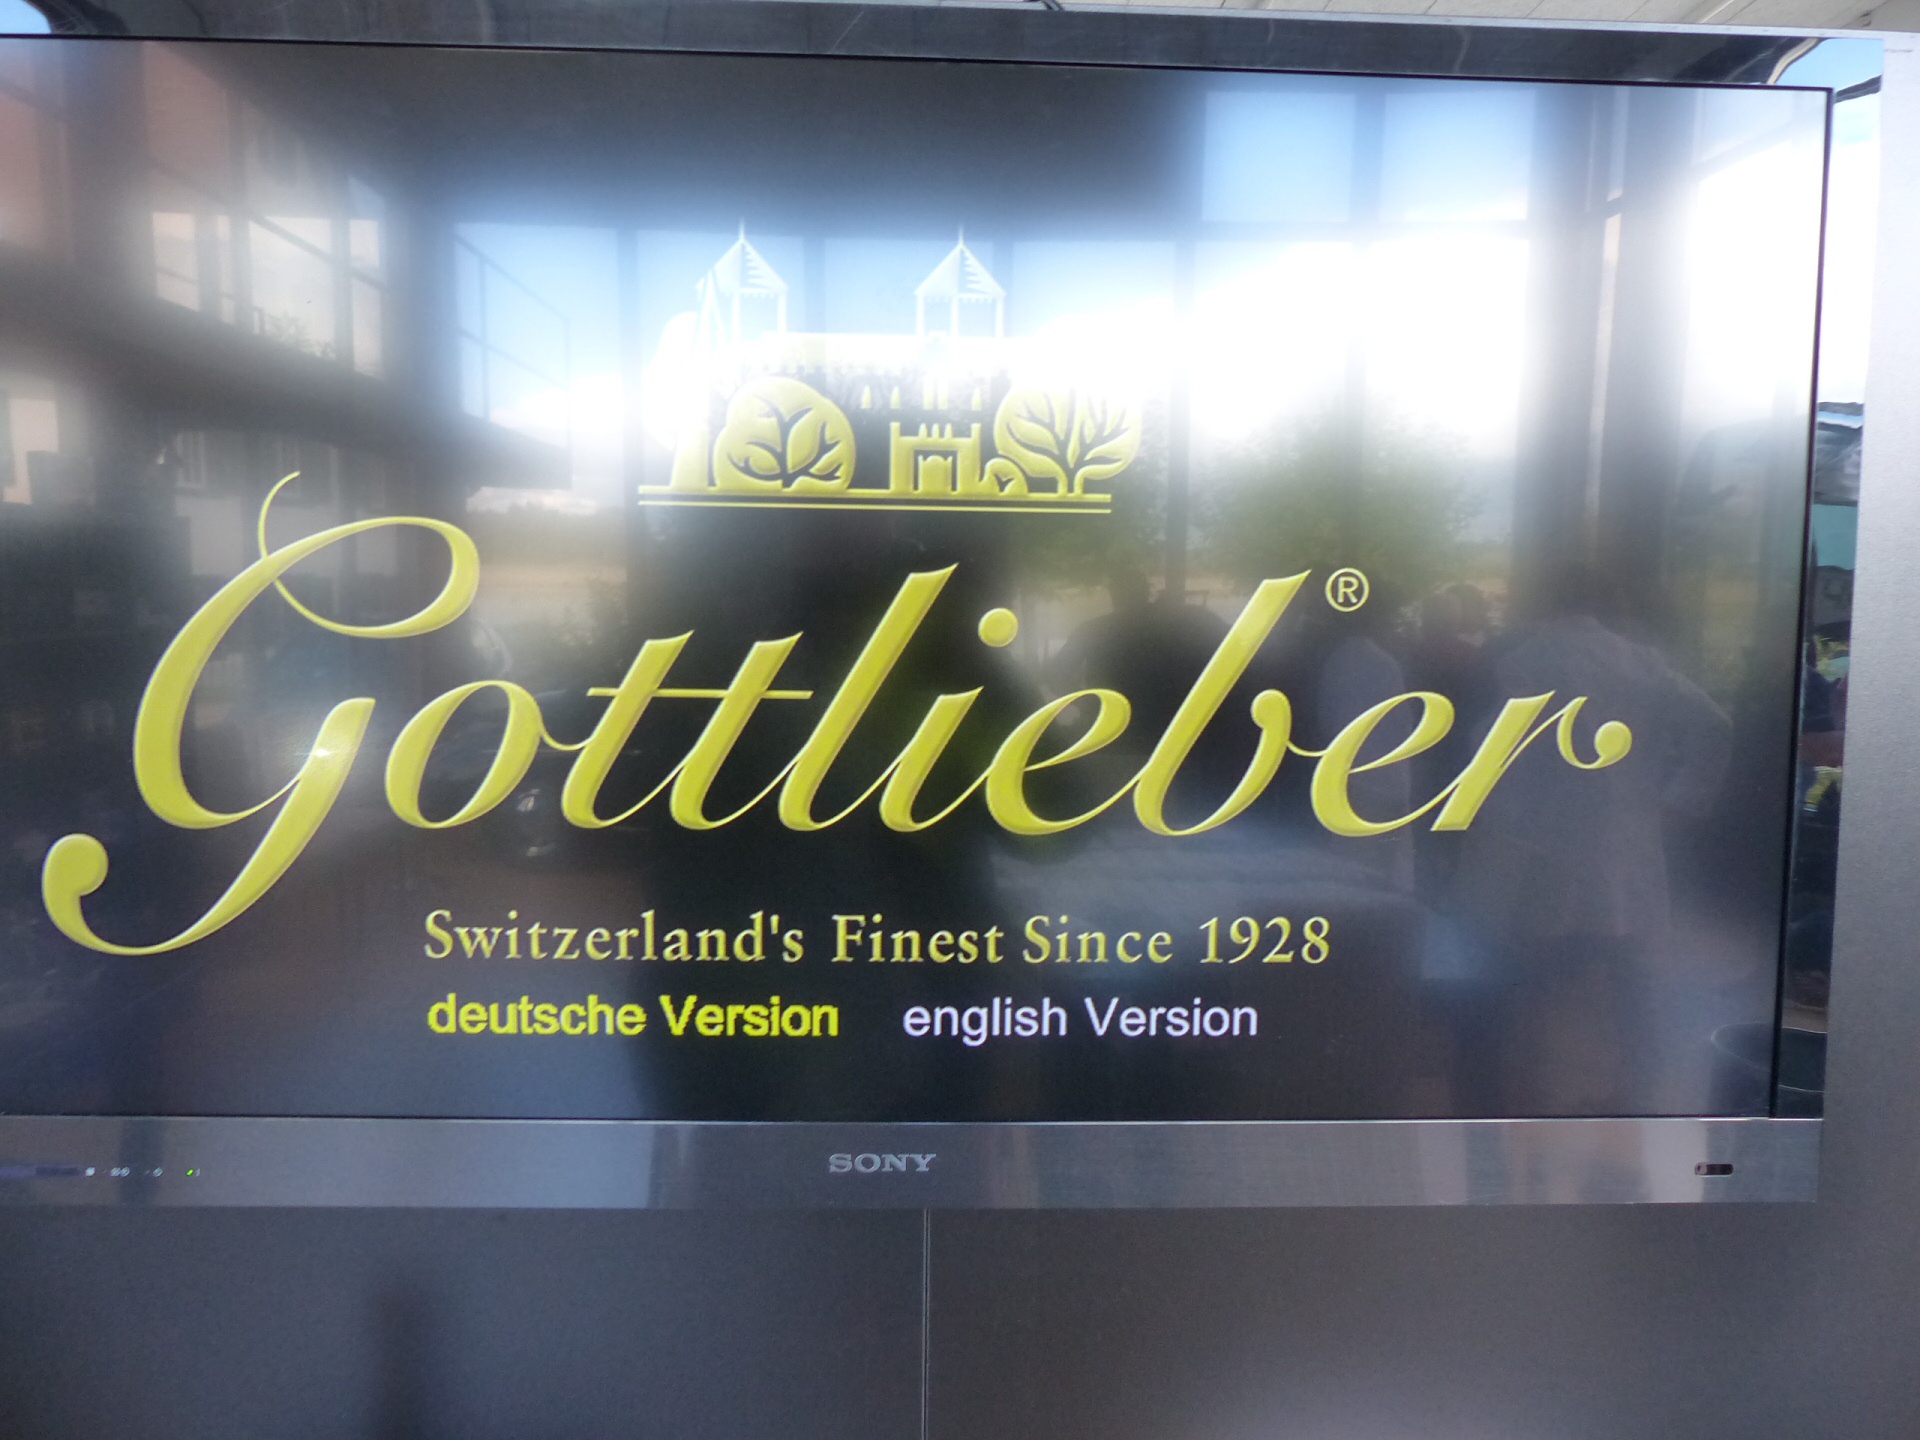 Gottlieber®
Switzerland's Finest Since 1928
deutsche Version english Version
SONY